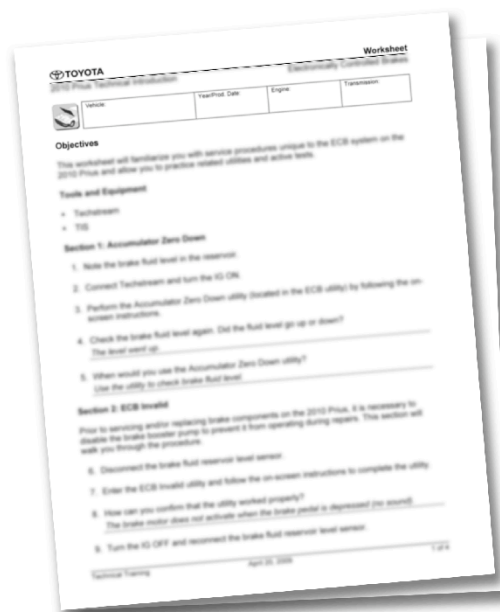 Worksheet
TOYOTA
2010 Prius Technical Introduction Electronically Controlled Brakes
Vehicle: Year/Prod. Date: Engine: Transmission:
Objectives
This worksheet will familiarize you with service procedures unique to the ECB system on the
2010 Prius and allow you to practice related utilities and active tests.
Tools and Equipment
• Techstream
• TIS
Section 1: Accumulator Zero Down
1. Note the brake fluid level in the reservoir.
2. Connect Techstream and turn the IG ON.
3. Perform the Accumulator Zero Down utility (located in the ECB utility) by following the on-
screen instructions.
4. Check the brake fluid level again. Did the fluid level go up or down?
The level went up.
5. When would you use the Accumulator Zero Down utility?
Use the utility to check brake fluid level.
Section 2: ECB Invalid
Prior to servicing and/or replacing brake components on the 2010 Prius, it is necessary to
disable the brake booster pump to prevent it from operating during repairs. This section will
walk you through the procedure.
6. Disconnect the brake fluid reservoir level sensor.
7. Enter the ECB Invalid utility and follow the on-screen instructions to complete the utility.
8. How can you confirm that the utility worked properly?
The brake motor does not activate when the brake pedal is depressed (no sound).
9. Turn the IG OFF and reconnect the brake fluid reservoir level sensor.
Technical Training April 20, 2009 1 of 4